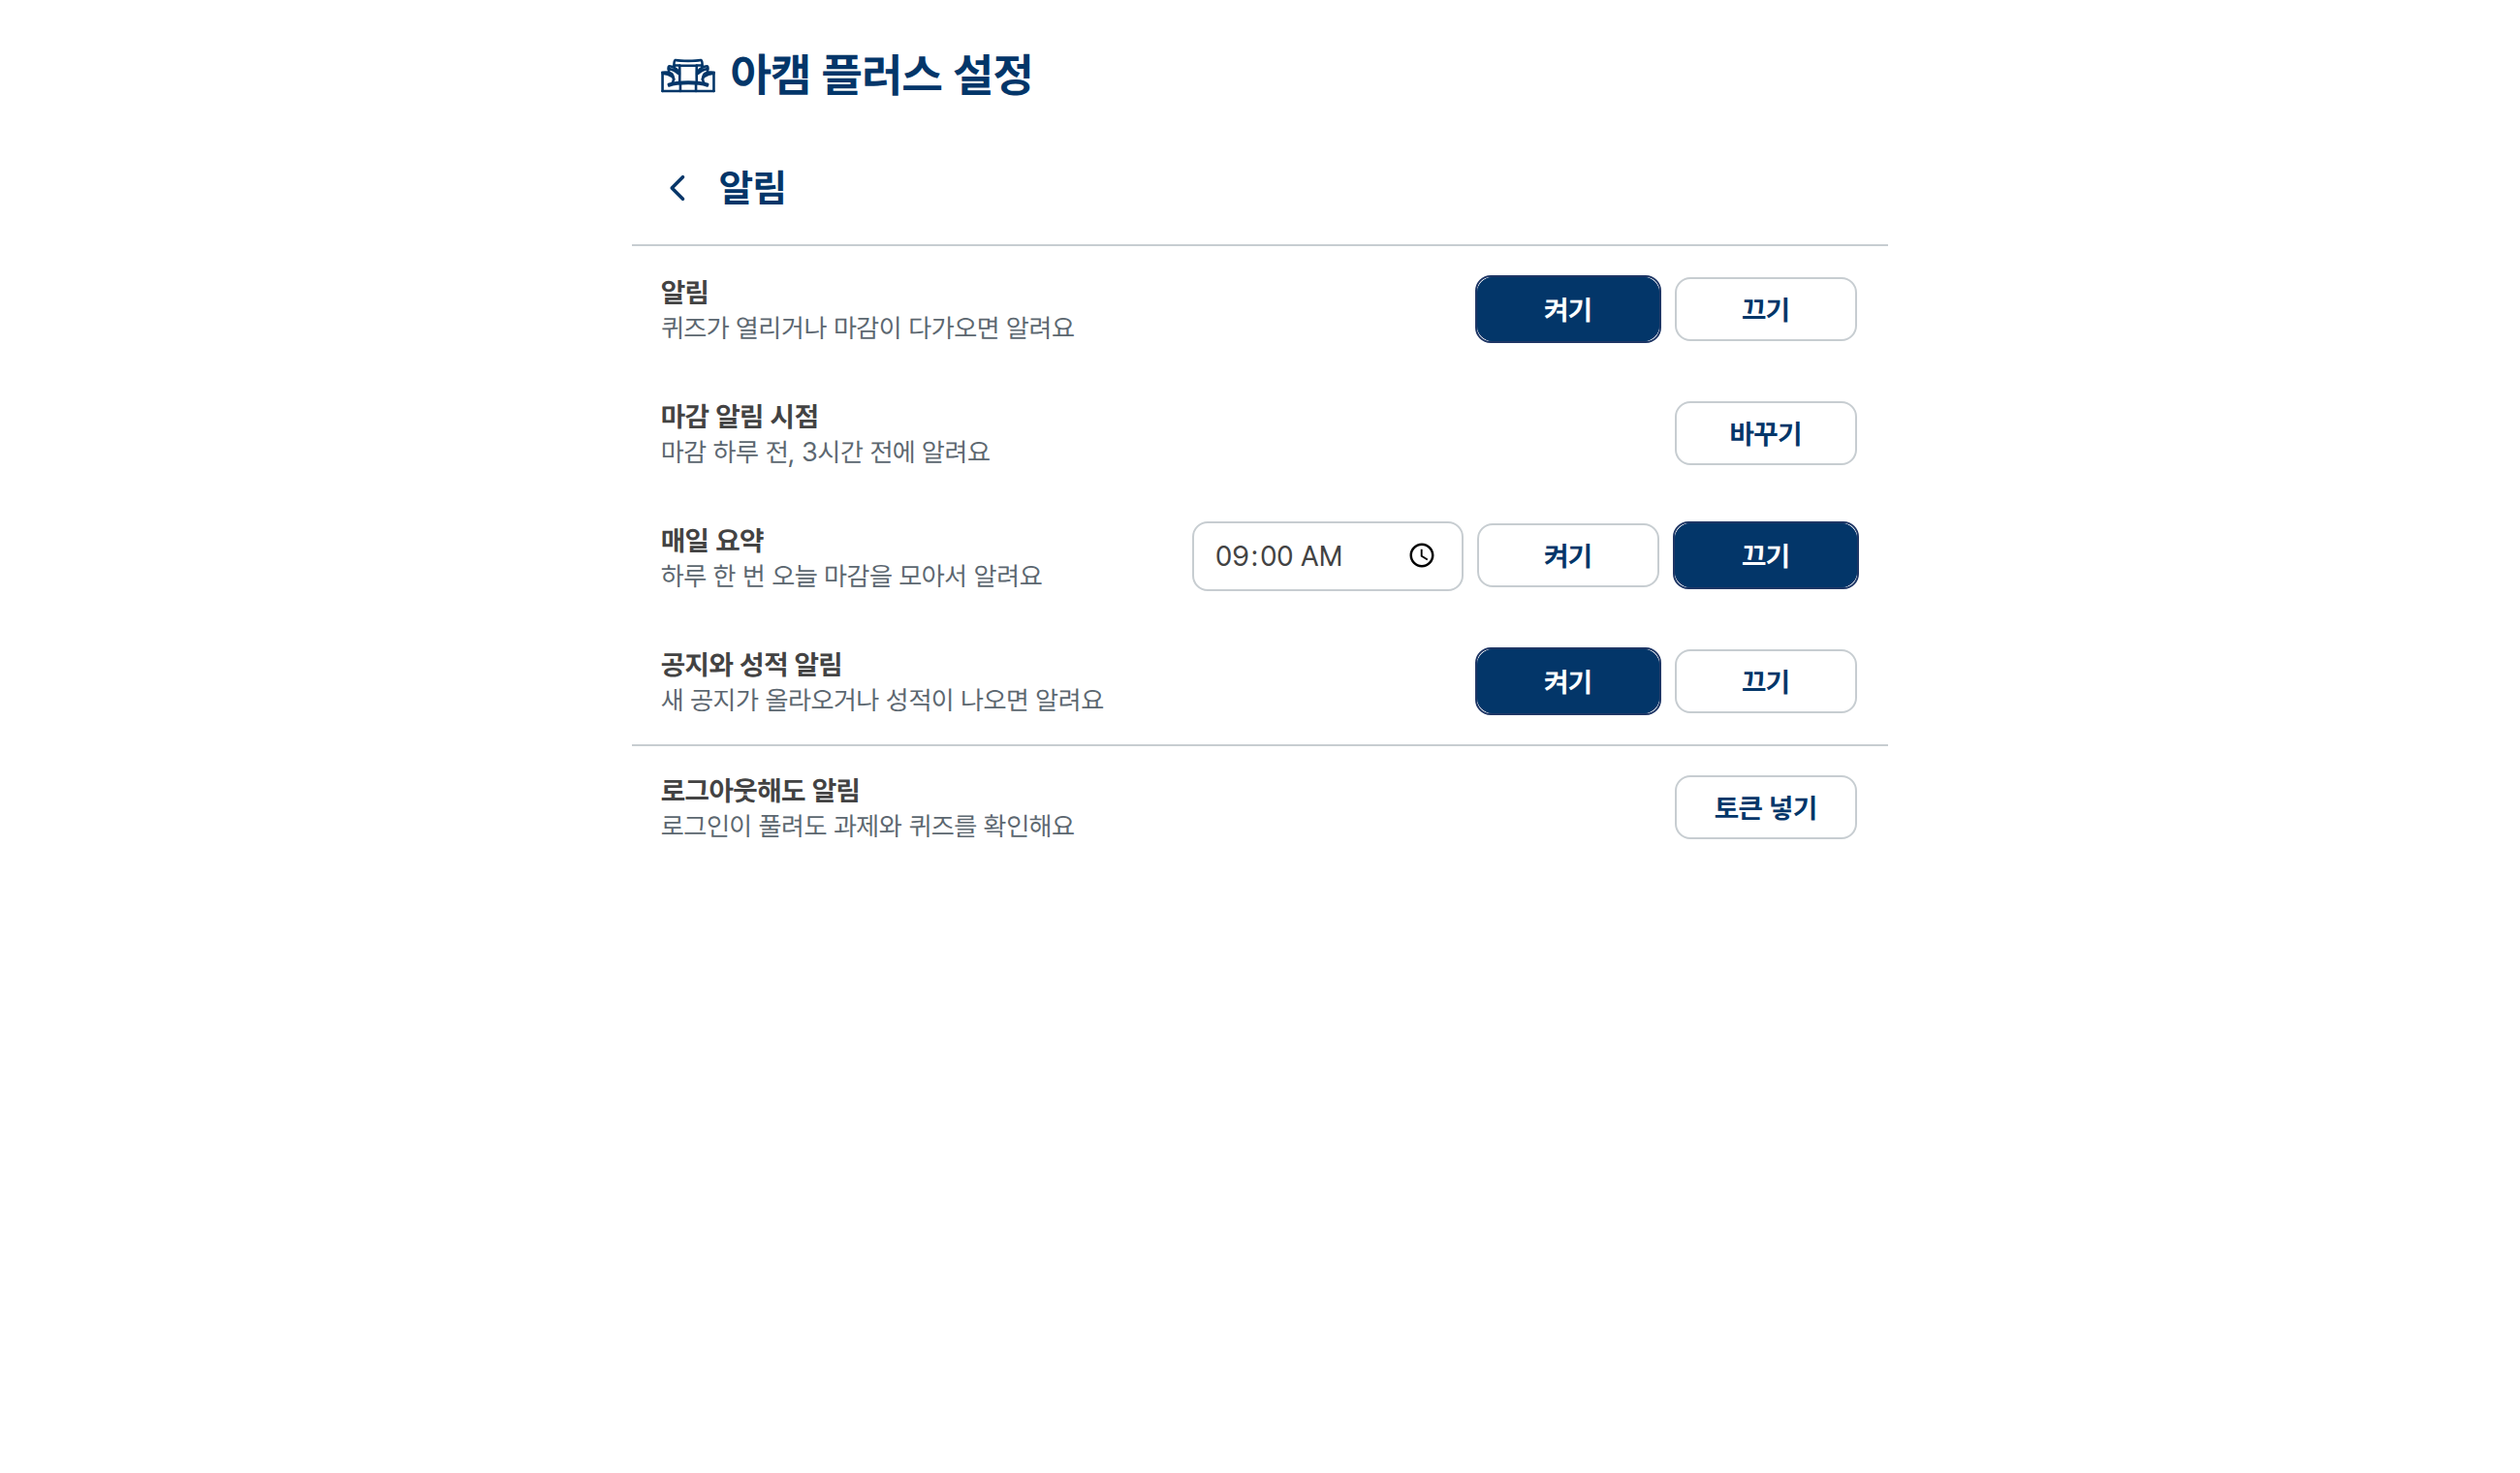 아캠 플러스 설정
알림
알림
퀴즈가 열리거나 마감이 다가오면 알려요
켜기
끄기
마감 알림 시점
마감 하루 전, 3시간 전에 알려요
바꾸기
매일 요약
하루 한 번 오늘 마감을 모아서 알려요
09:00 AM
켜기
끄기
공지와 성적 알림
새 공지가 올라오거나 성적이 나오면 알려요
켜기
끄기
로그아웃해도 알림
로그인이 풀려도 과제와 퀴즈를 확인해요
토큰 넣기